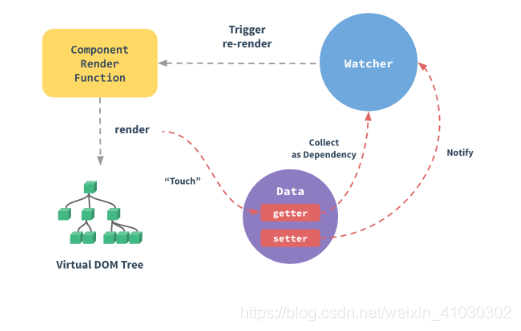 Component
Render
Function
Trigger
re-render
Watcher
render
"Touch"
Collect
as Dependency
Notify
Data
getter
setter
Virtual DOM Tree
https://blog.csdn.net/weixin_41030302